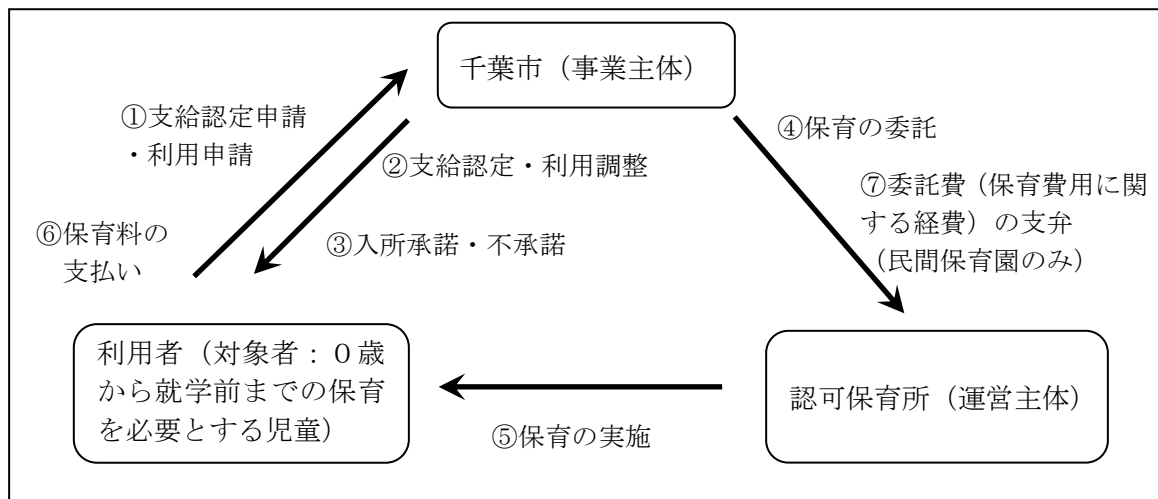 千葉市（事業主体）
①支給認定申請
・利用申請
②支給認定・利用調整
③入所承諾・不承諾
④保育の委託
⑦委託費（保育費用に関
する経費）の支弁
（民間保育園のみ）
⑥保育料の
支払い
利用者（対象者：０歳
から就学前までの保育
を必要とする児童）
⑤保育の実施
認可保育所（運営主体）